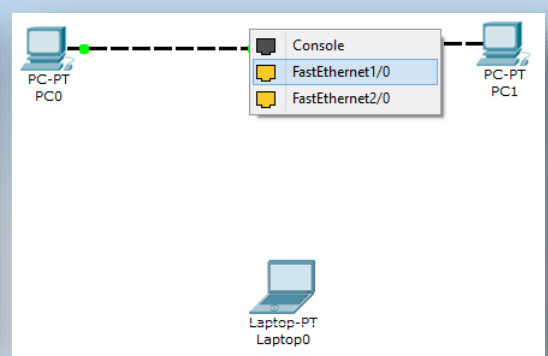 Console
FastEthernet1/0
FastEthernet2/0
PC-PT
PC0
PC-PT
PC1
Laptop-PT
Laptop0